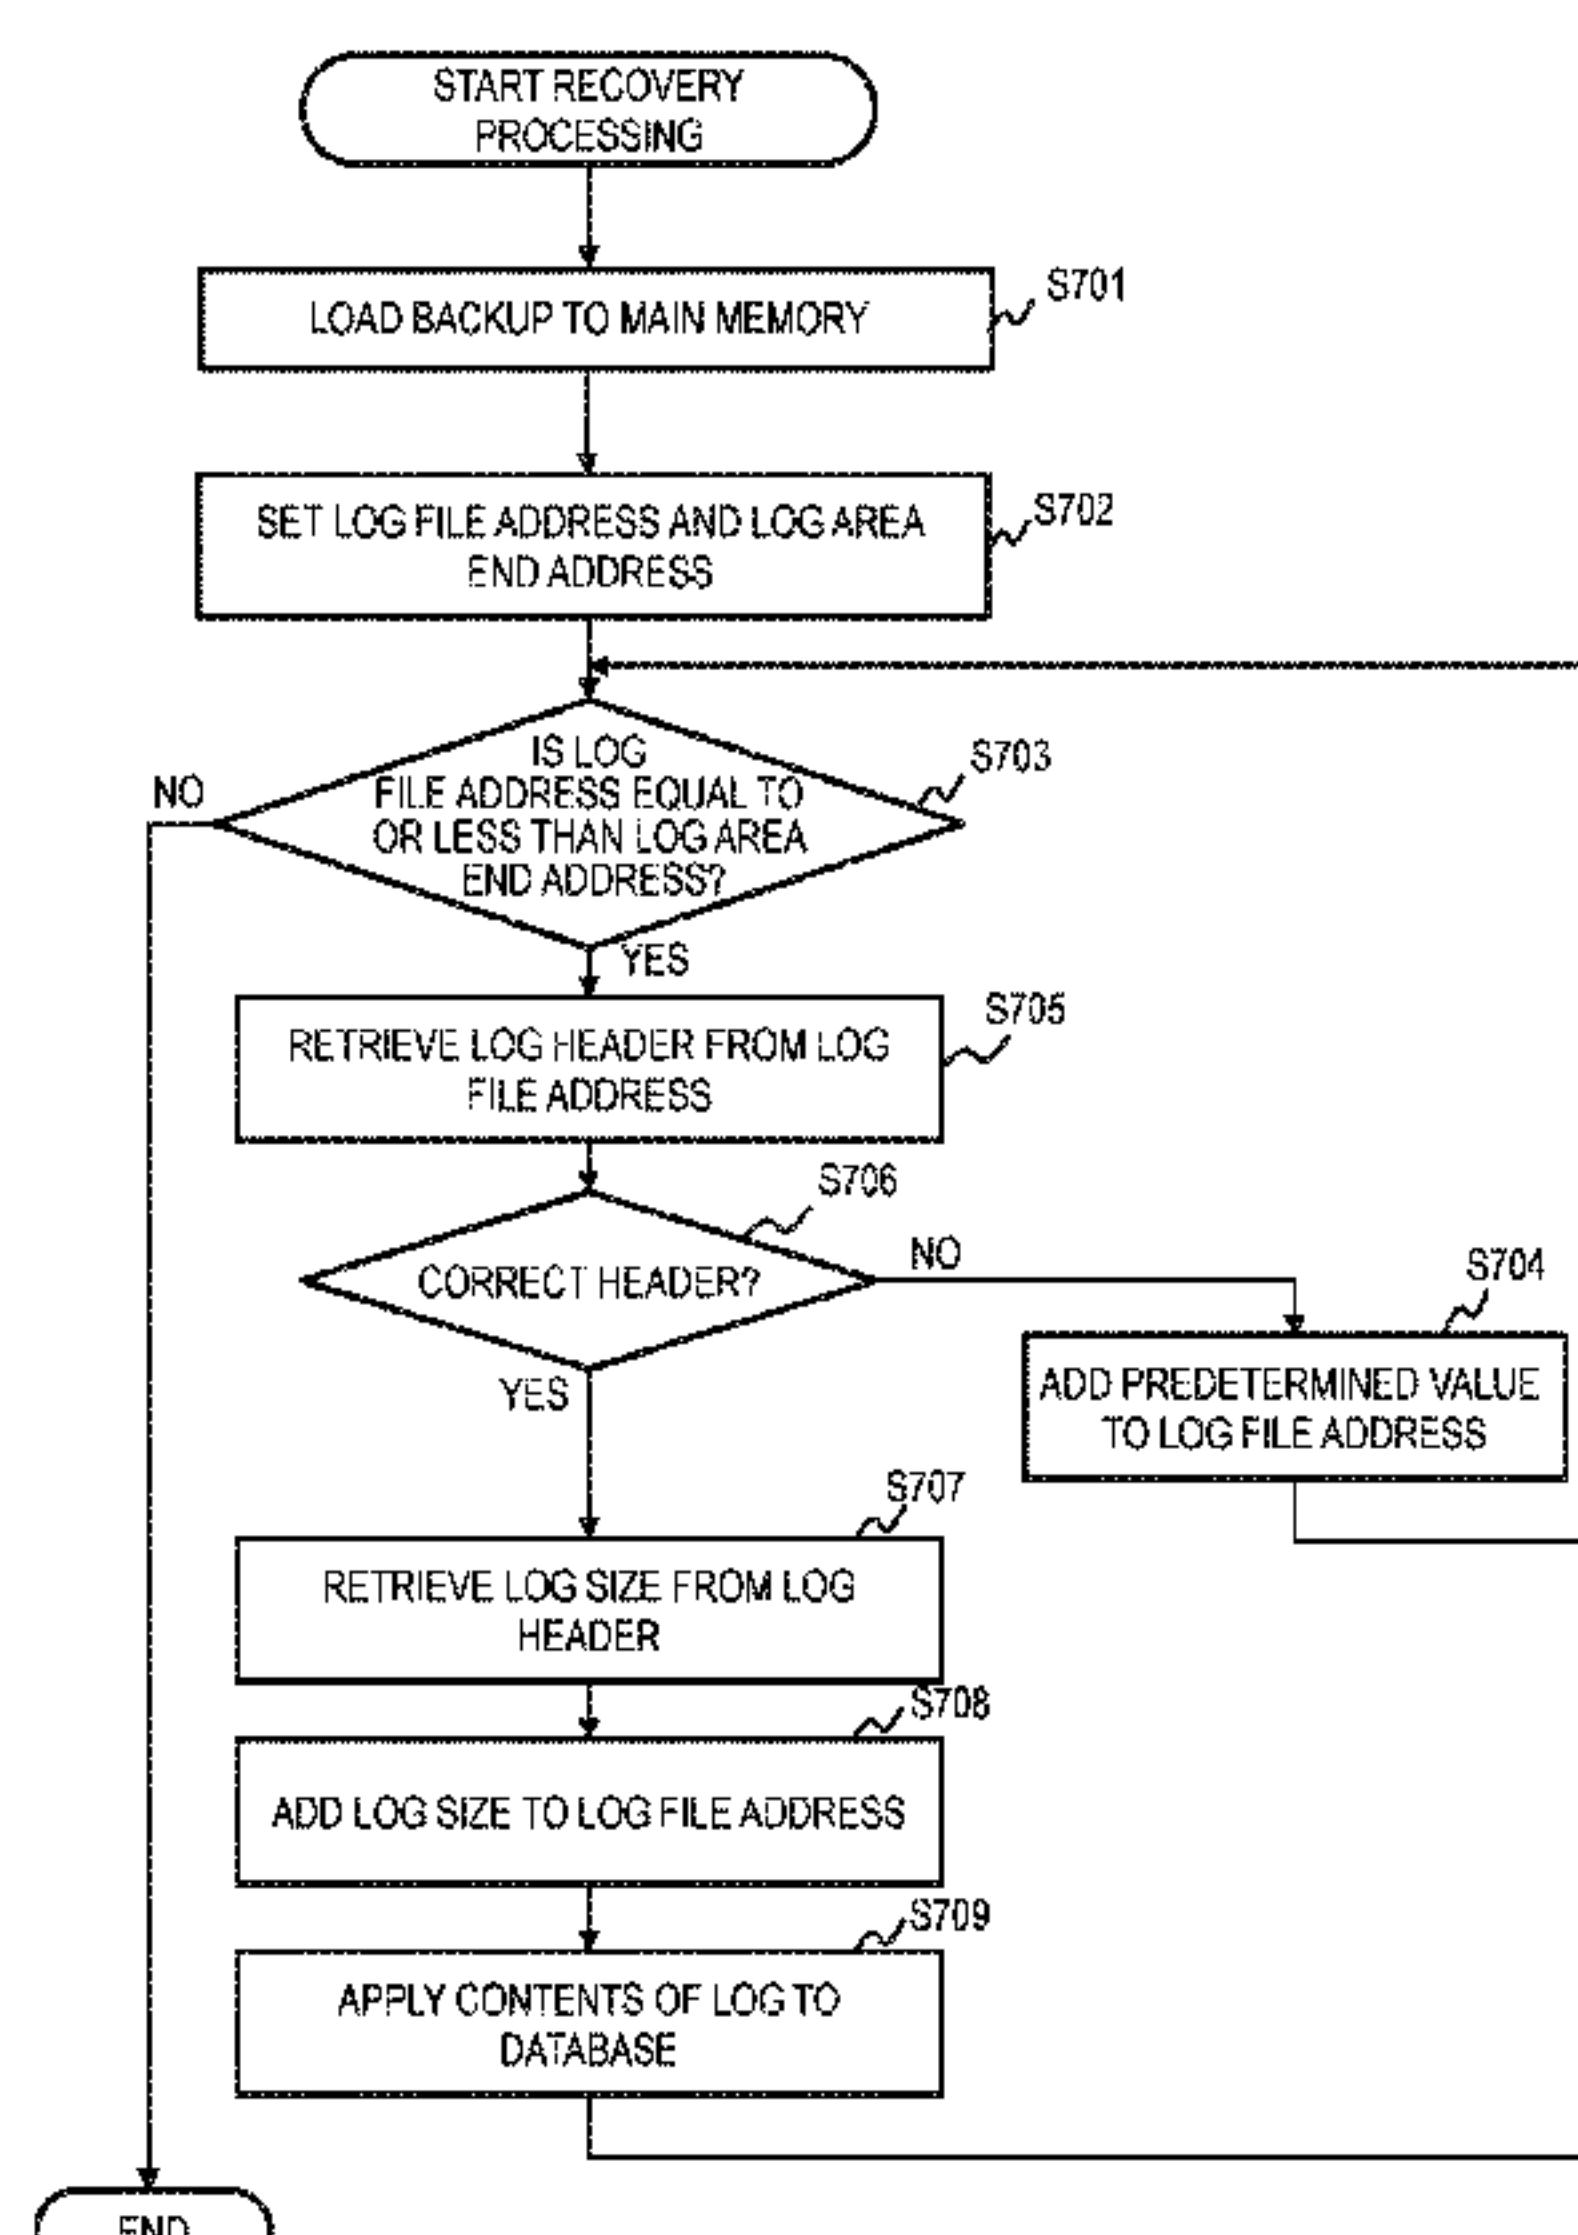 START RECOVERY
PROCESSING
S701
LOAD BACKUP TO MAIN MEMORY
S702
SET LOG FILE ADDRESS AND LOG AREA
END ADDRESS
S703
NO
IS LOG
FILE ADDRESS EQUAL TO
OR LESS THAN LOG AREA
END ADDRESS?
YES
S705
RETRIEVE LOG HEADER FROM LOG
FILE ADDRESS
S706
CORRECT HEADER?
NO
S704
ADD PREDETERMINED VALUE
TO LOG FILE ADDRESS
YES
S707
RETRIEVE LOG SIZE FROM LOG
HEADER
S708
ADD LOG SIZE TO LOG FILE ADDRESS
S709
APPLY CONTENTS OF LOG TO
DATABASE
END